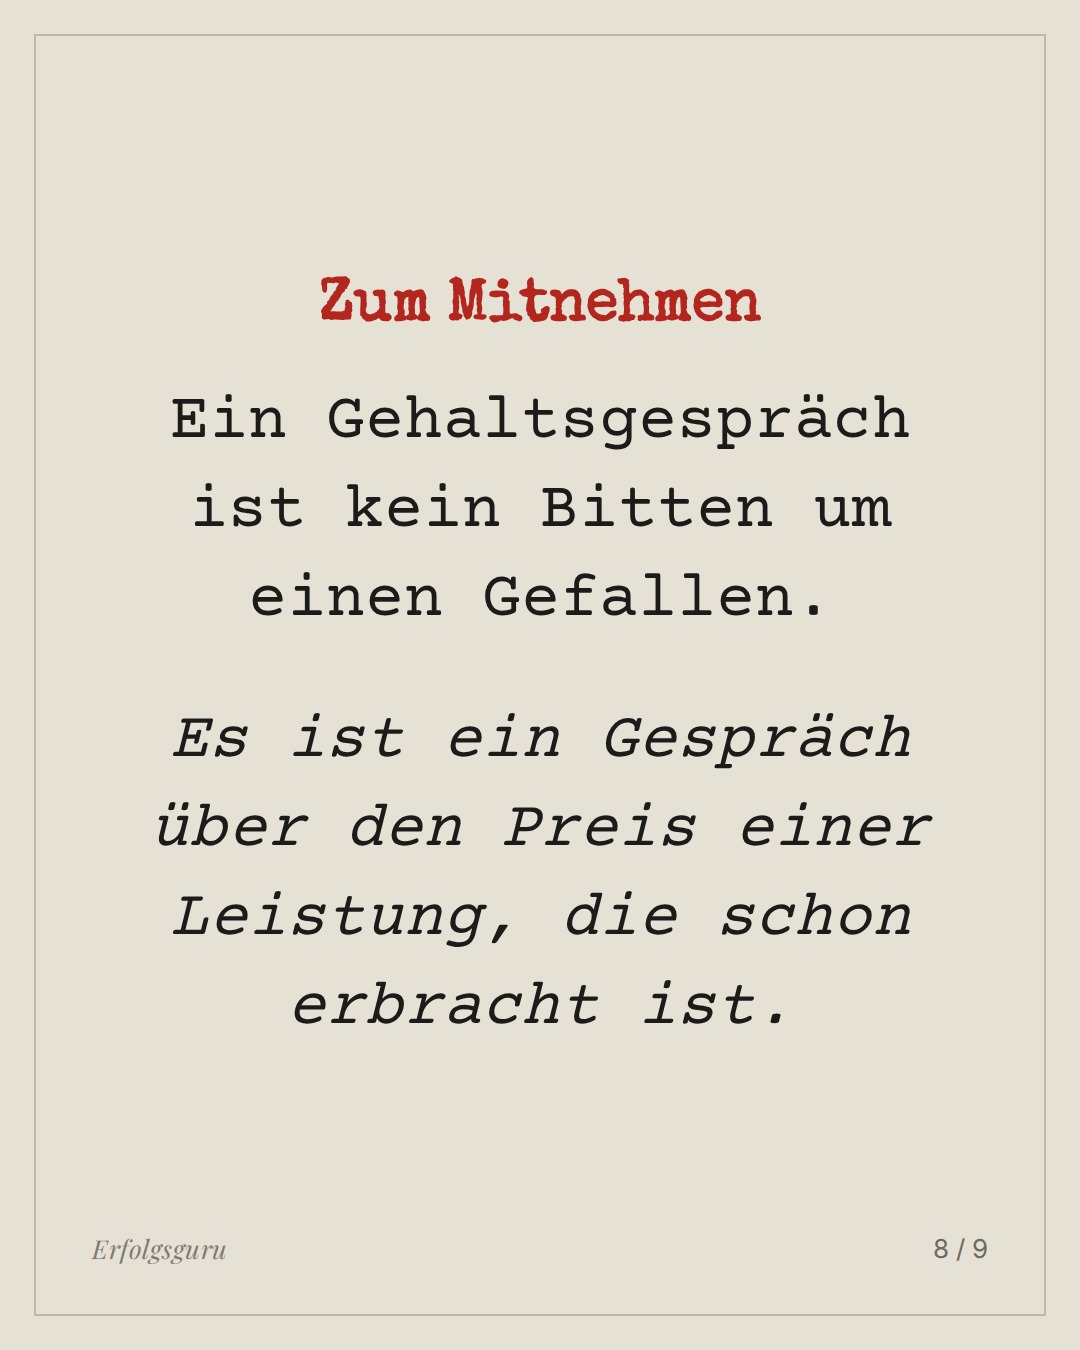 Zum Mitnehmen
Ein Gehaltsgespräch
ist kein Bitten um
einen Gefallen.
Es ist ein Gespräch
über den Preis einer
Leistung, die schon
erbracht ist.
Erfolgsguru
8 / 9